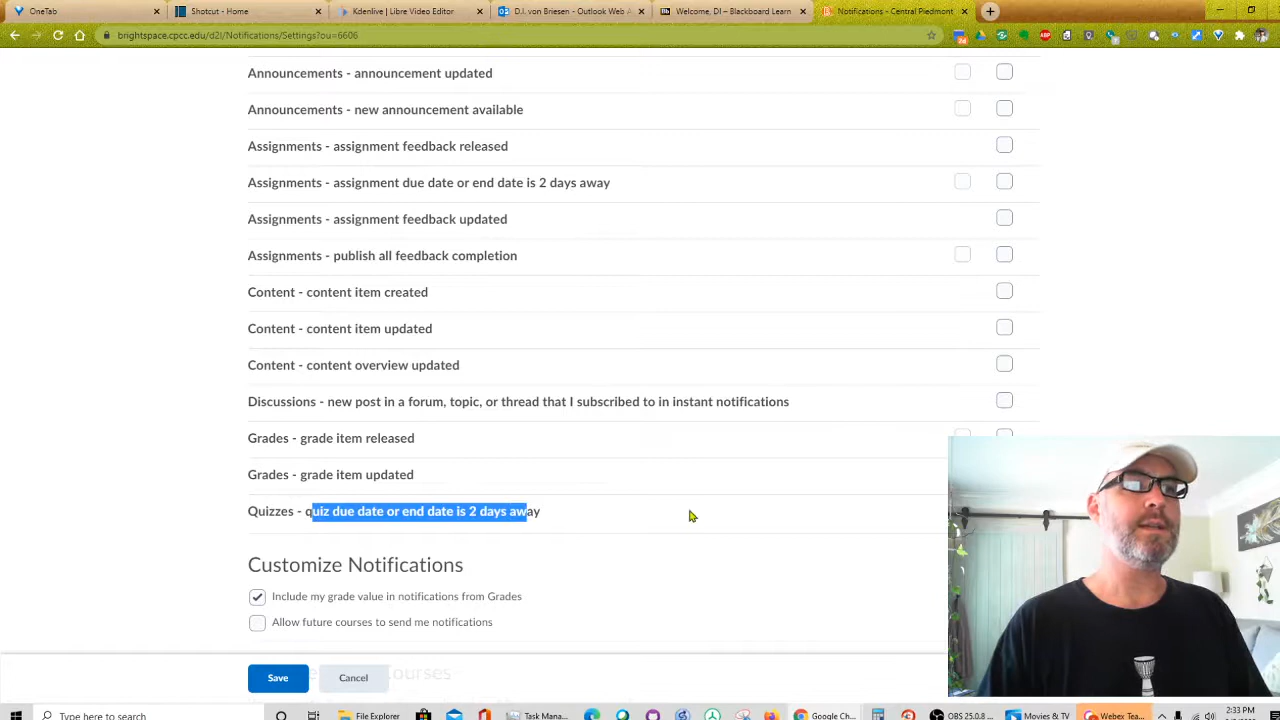 OneTab
Shotcut - Home
Kdenlive | Libre Video Editor
D.I. von Briesen - Outlook Web A
Welcome, DI – Blackboard Learn
Notifications - Central Piedmont
brightspace.cpcc.edu/d2l/Notifications/Settings?ou=6606
Announcements - announcement updated
Announcements - new announcement available
Assignments - assignment feedback released
Assignments - assignment due date or end date is 2 days away
Assignments - assignment feedback updated
Assignments - publish all feedback completion
Content - content item created
Content - content item updated
Content - content overview updated
Discussions - new post in a forum, topic, or thread that I subscribed to in instant notifications
Grades - grade item released
Grades - grade item updated
Quizzes - quiz due date or end date is 2 days away
Customize Notifications
Include my grade value in notifications from Grades
Allow future courses to send me notifications
Save
Cancel
Courses
Type here to search
File Explorer
Task Mana...
Google Ch...
OBS 25.0.8
Movies & TV
Webex Tea...
2:33 PM